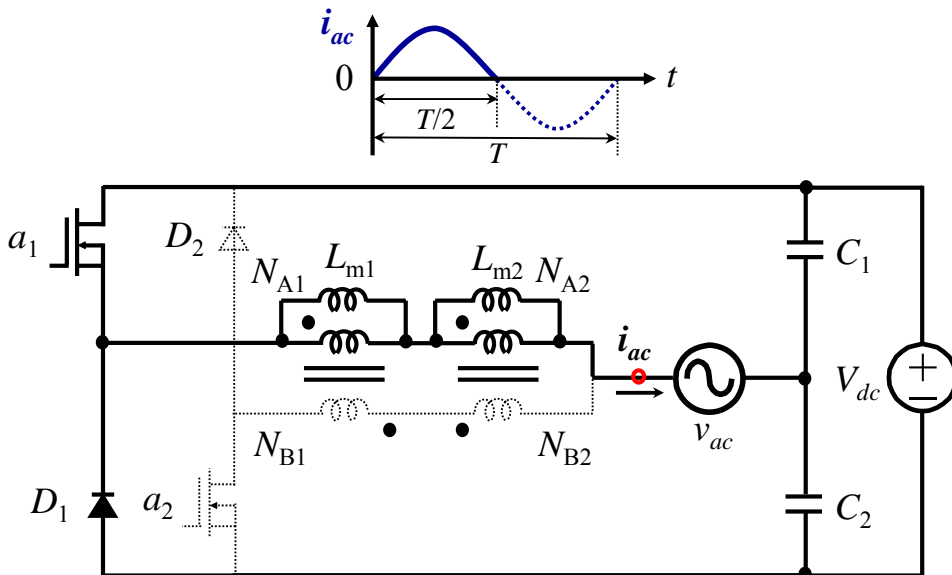 i_ac
0
t
T/2
T
a_1
D_2
N_A1
L_m1
L_m2
N_A2
C_1
i_ac
V_dc
v_ac
N_B1
N_B2
D_1
a_2
C_2